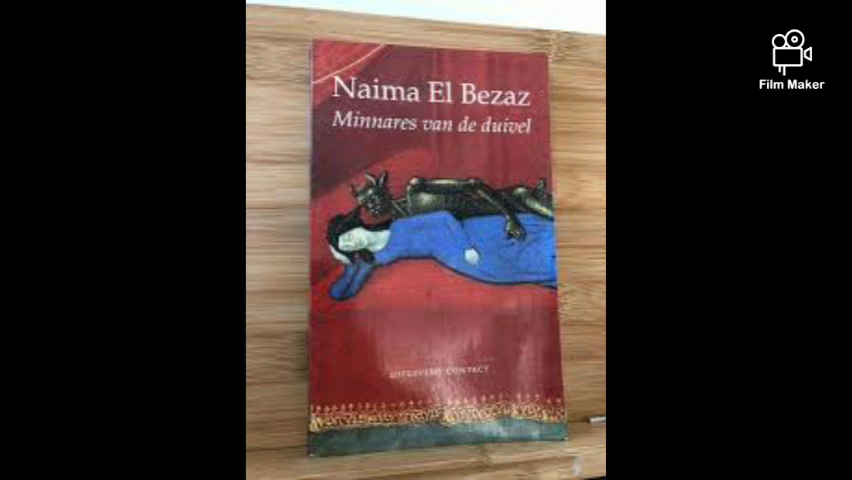 Naima El Bezaz
Minnares van de duivel
UITGEVERIJ CONTACT
Film Maker